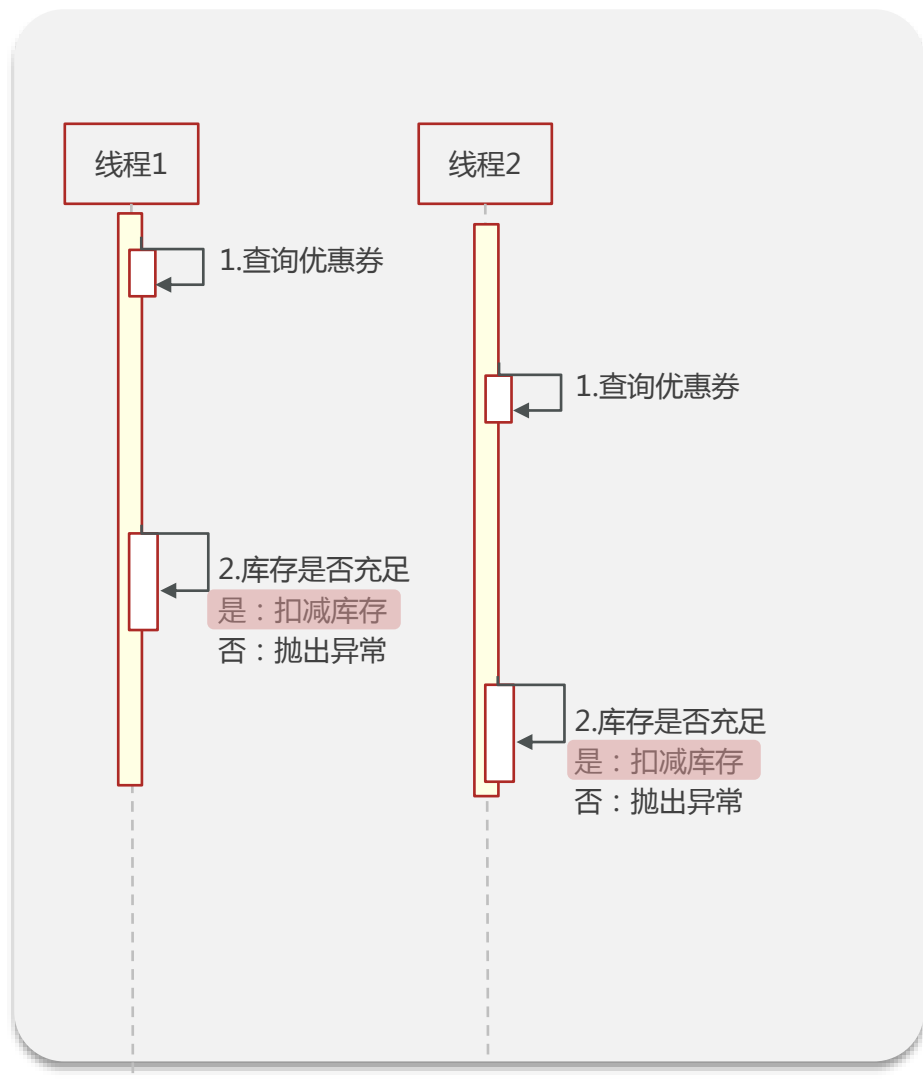 线程1
线程2
1.查询优惠券
1.查询优惠券
2.库存是否充足
是：扣减库存
否：抛出异常
2.库存是否充足
是：扣减库存
否：抛出异常